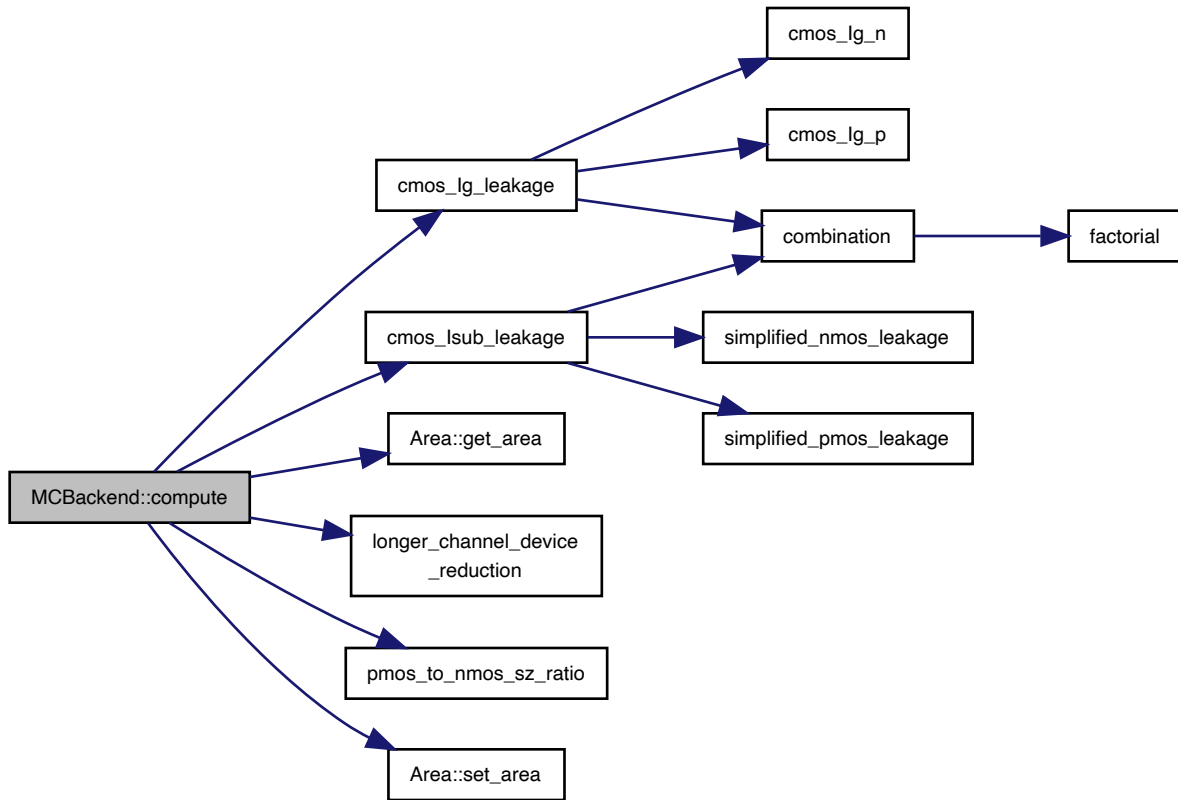 cmos_Ig_n
cmos_Ig_p
cmos_Ig_leakage
combination
factorial
cmos_Isub_leakage
simplified_nmos_leakage
Area::get_area
simplified_pmos_leakage
MCBackend::compute
longer_channel_device
_reduction
pmos_to_nmos_sz_ratio
Area::set_area